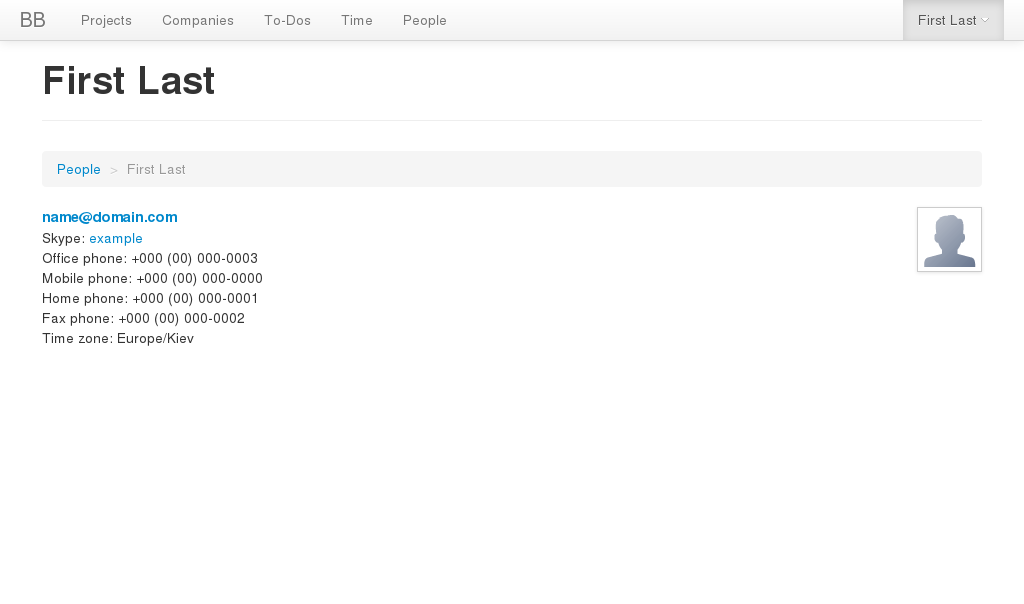 BB Projects Companies To-Dos Time People First Last
First Last
People > First Last
name@domain.com
Skype: example
Office phone: +000 (00) 000-0003
Mobile phone: +000 (00) 000-0000
Home phone: +000 (00) 000-0001
Fax phone: +000 (00) 000-0002
Time zone: Europe/Kiev